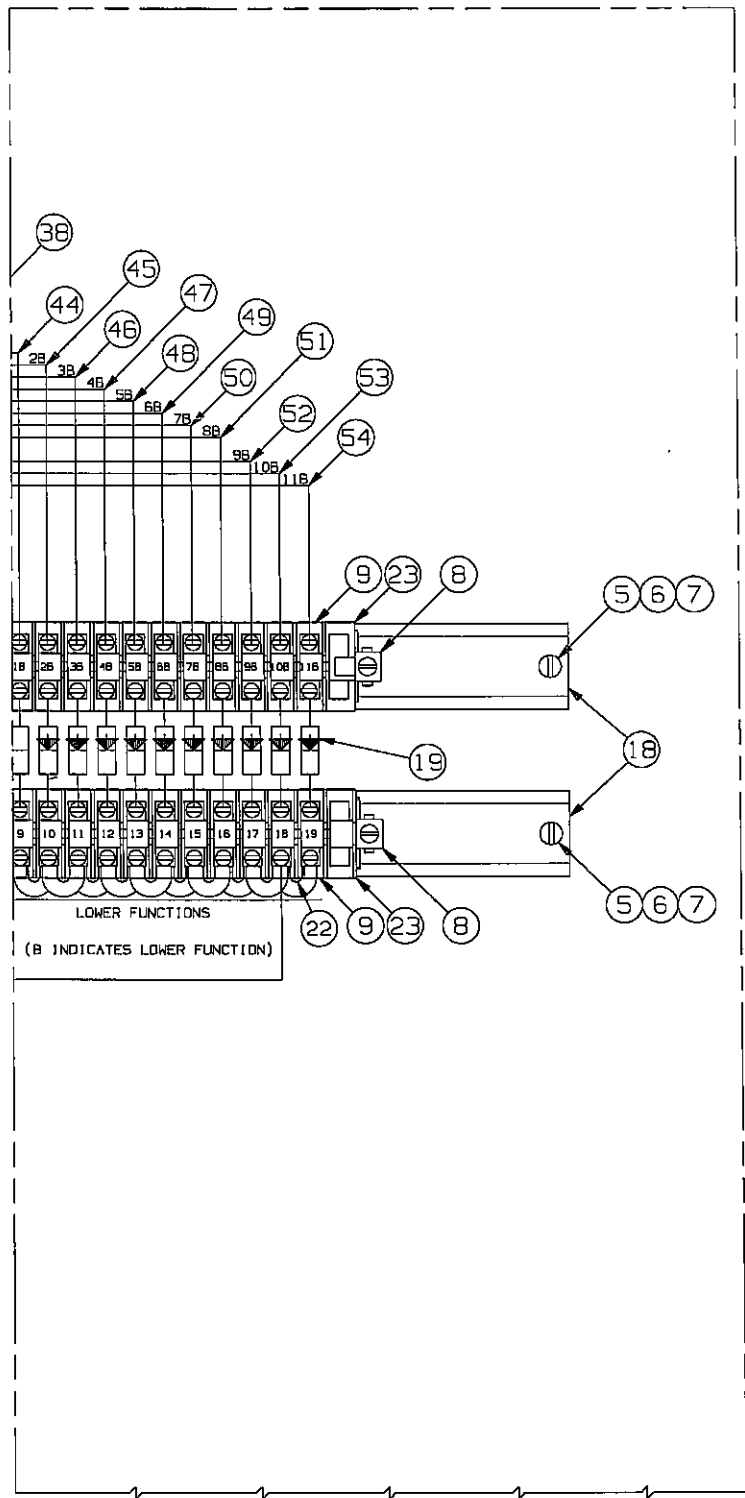 38
45
44
47
46
49
48
51
50
53
52
54
2B
3B
4B
5B
6B
7B
8B
9B
10B
11B
9 23 8
5 6 7
1B 2B 3B 4B 5B 6B 7B 8B 9B 10B 11B
18
19
9 10 11 12 13 14 15 16 17 18 19
5 6 7
22 9 23 8
LOWER FUNCTIONS
(B INDICATES LOWER FUNCTION)